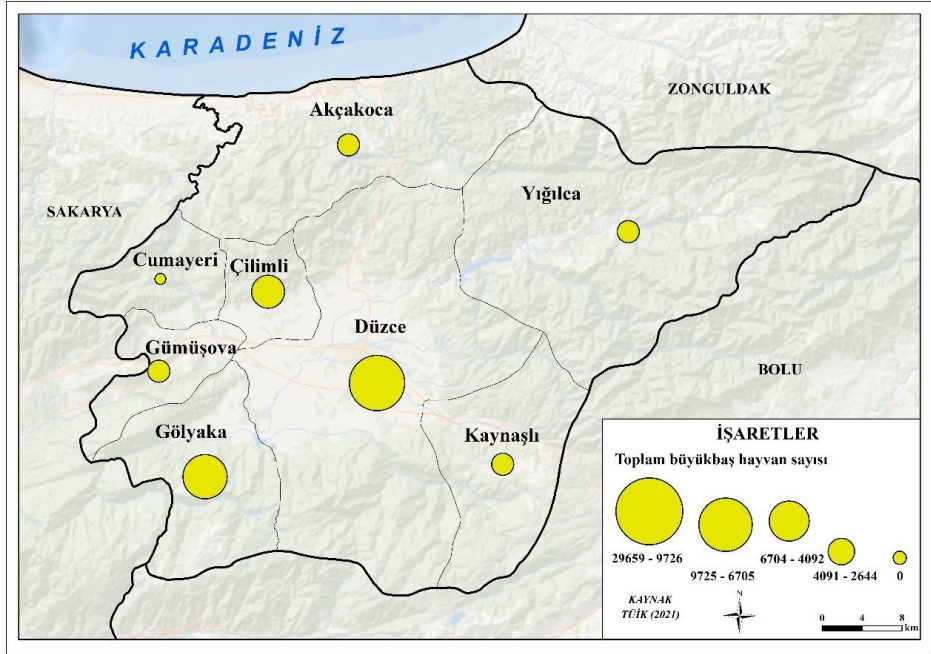 KARADENİZ
ZONGULDAK
Akçakoca
Yığılca
SAKARYA
Cumayeri
Çilimli
Düzce
Gümüşova
BOLU
Gölyaka
Kaynaşlı
İŞARETLER
Toplam büyükbaş hayvan sayısı
29659 - 9726
9725 - 6705
6704 - 4092
4091 - 2644
0
KAYNAK
TÜİK (2021)
N
0 4 8
km